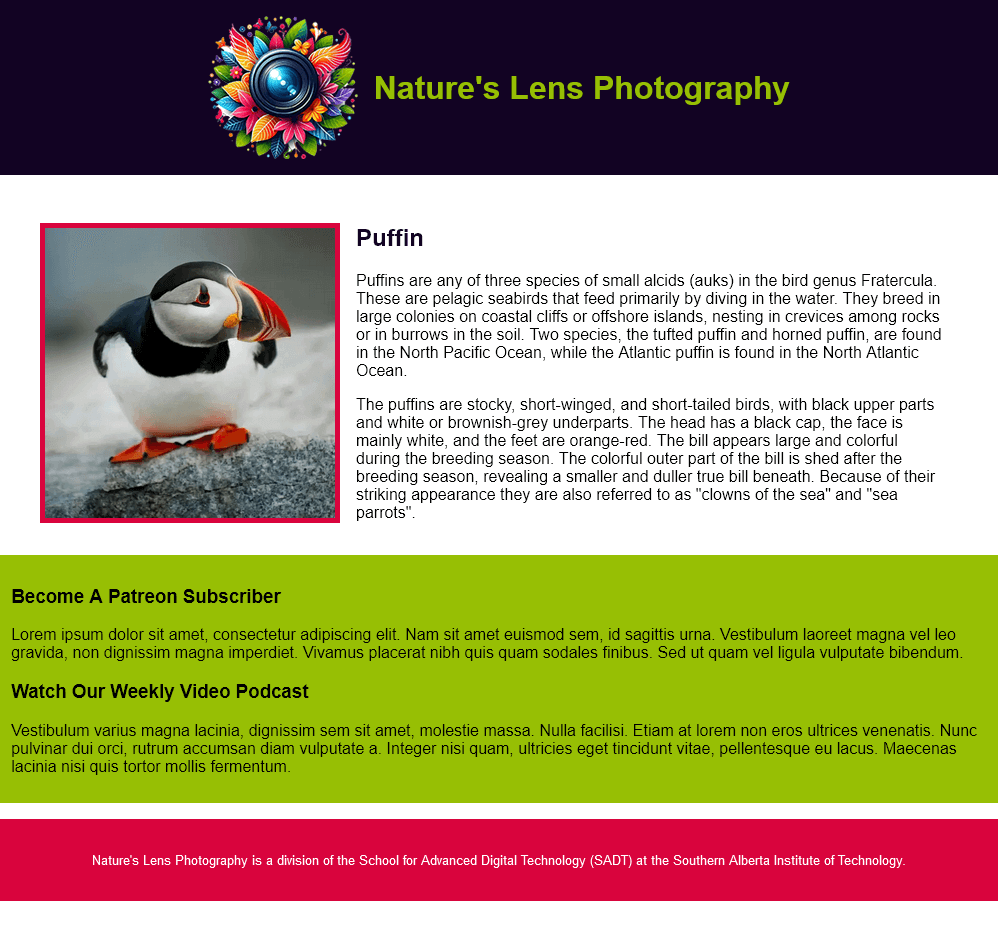 Nature's Lens Photography
Puffin
Puffins are any of three species of small alcids (auks) in the bird genus Fratercula.
These are pelagic seabirds that feed primarily by diving in the water. They breed in
large colonies on coastal cliffs or offshore islands, nesting in crevices among rocks
or in burrows in the soil. Two species, the tufted puffin and horned puffin, are found
in the North Pacific Ocean, while the Atlantic puffin is found in the North Atlantic
Ocean.
The puffins are stocky, short-winged, and short-tailed birds, with black upper parts
and white or brownish-grey underparts. The head has a black cap, the face is
mainly white, and the feet are orange-red. The bill appears large and colorful
during the breeding season. The colorful outer part of the bill is shed after the
breeding season, revealing a smaller and duller true bill beneath. Because of their
striking appearance they are also referred to as "clowns of the sea" and "sea
parrots".
Become A Patreon Subscriber
Lorem ipsum dolor sit amet, consectetur adipiscing elit. Nam sit amet euismod sem, id sagittis urna. Vestibulum laoreet magna vel leo
gravida, non dignissim magna imperdiet. Vivamus placerat nibh quis quam sodales finibus. Sed ut quam vel ligula vulputate bibendum.
Watch Our Weekly Video Podcast
Vestibulum varius magna lacinia, dignissim sem sit amet, molestie massa. Nulla facilisi. Etiam at lorem non eros ultrices venenatis. Nunc
pulvinar dui orci, rutrum accumsan diam vulputate a. Integer nisi quam, ultricies eget tincidunt vitae, pellentesque eu lacus. Maecenas
lacinia nisi quis tortor mollis fermentum.
Nature's Lens Photography is a division of the School for Advanced Digital Technology (SADT) at the Southern Alberta Institute of Technology.